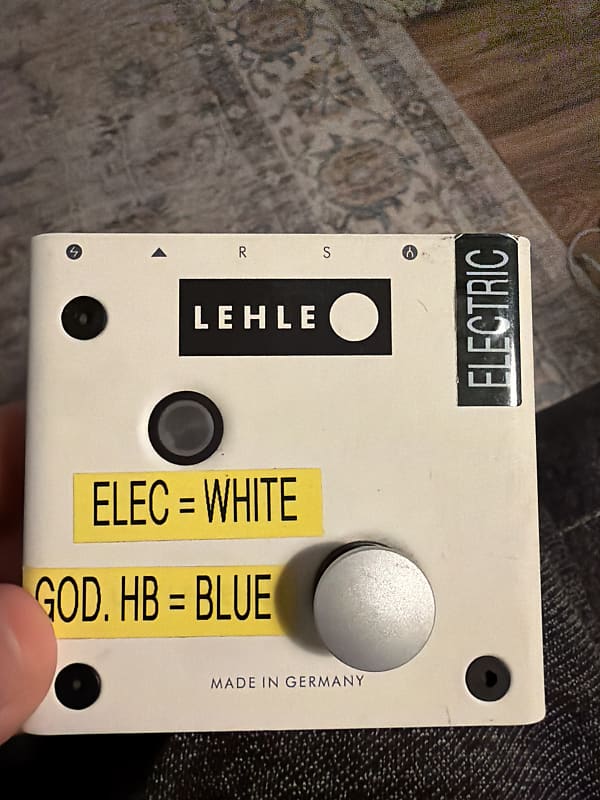 R S
LEHLE
ELECTRIC
ELEC = WHITE
GOD. HB = BLUE
MADE IN GERMANY